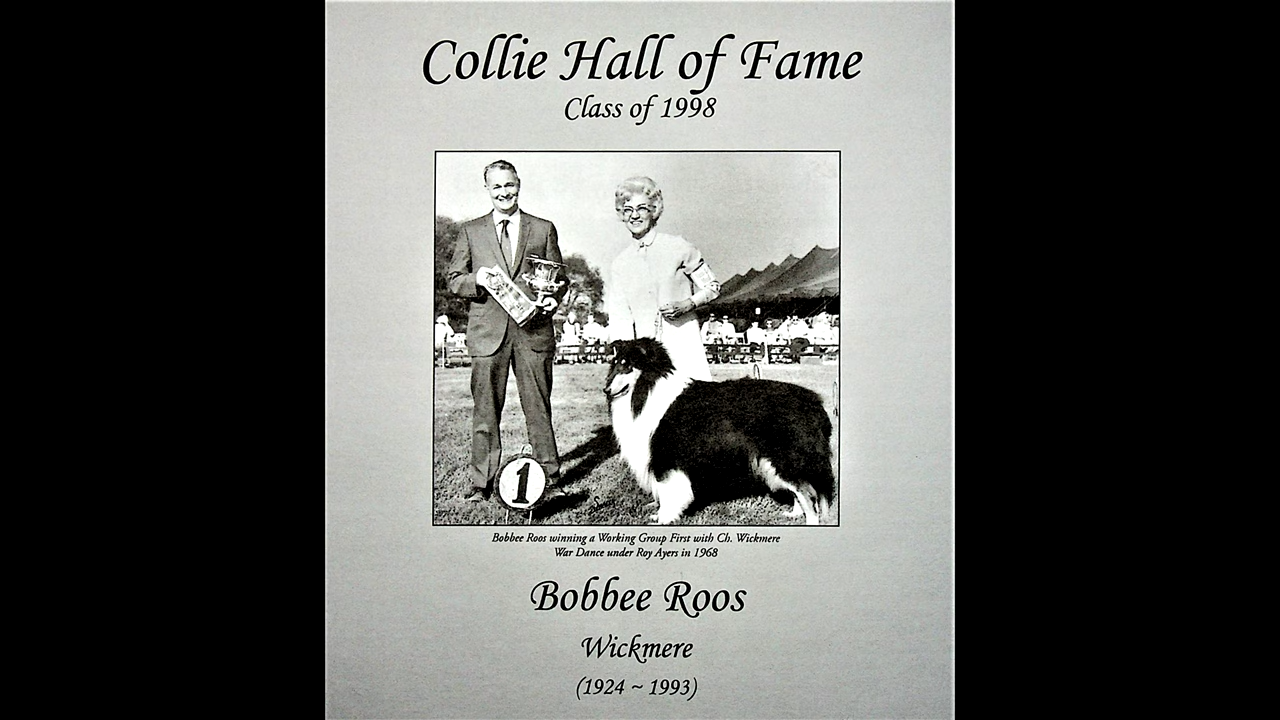 Collie Hall of Fame
Class of 1998
1
Bobbee Roos winning a Working Group First with Ch. Wickmere
War Dance under Roy Ayers in 1968
Bobbee Roos
Wickmere
(1924 ~ 1993)